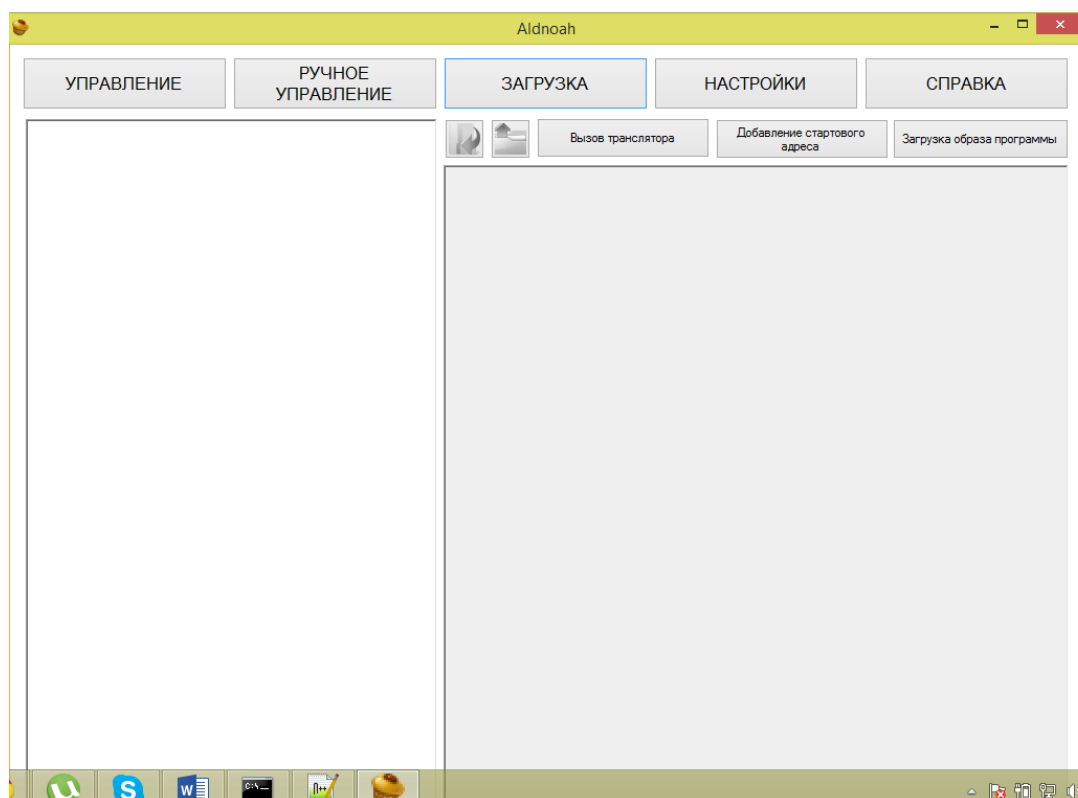 Aldnoah
УПРАВЛЕНИЕ
РУЧНОЕ
УПРАВЛЕНИЕ
ЗАГРУЗКА
НАСТРОЙКИ
СПРАВКА
Вызов транслятора
Добавление стартового
адреса
Загрузка образа программы